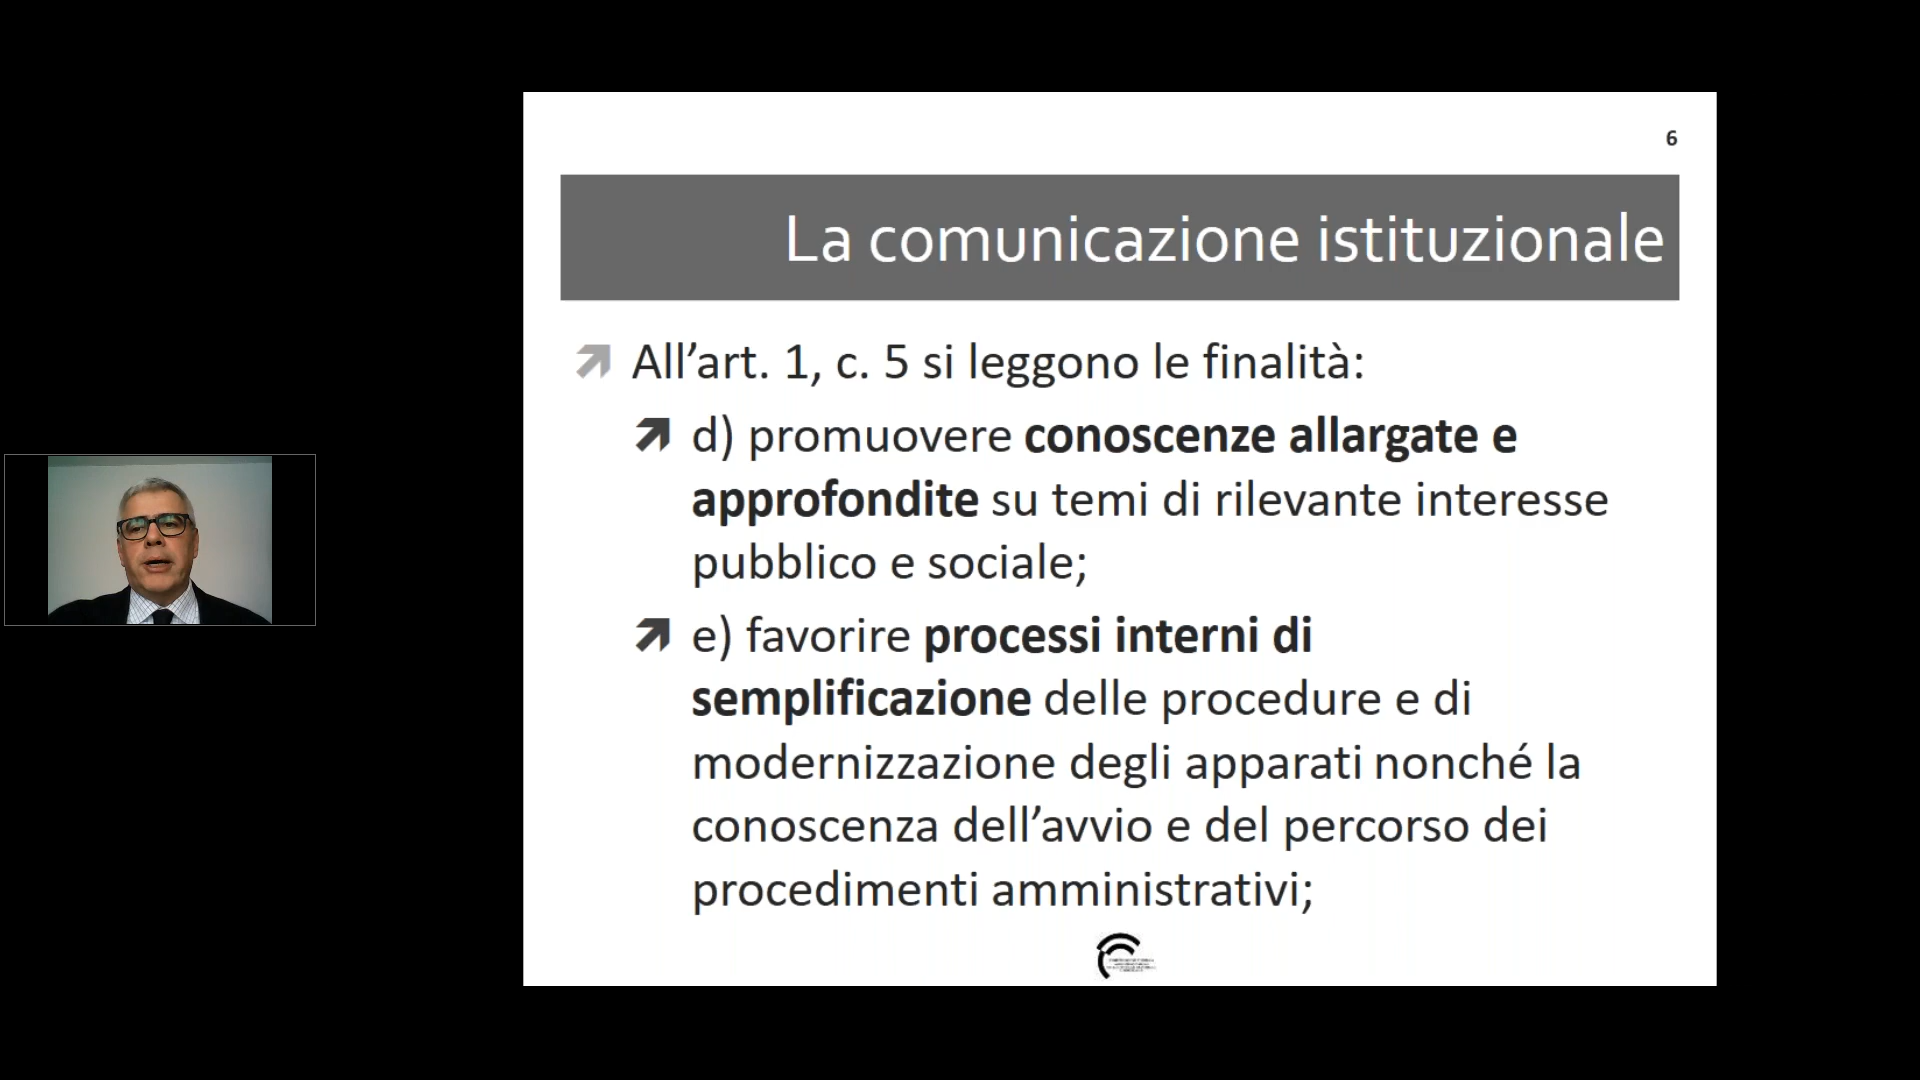 6
La comunicazione istituzionale
All’art. 1, c. 5 si leggono le finalità:
d) promuovere conoscenze allargate e
approfondite su temi di rilevante interesse
pubblico e sociale;
e) favorire processi interni di
semplificazione delle procedure e di
modernizzazione degli apparati nonché la
conoscenza dell’avvio e del percorso dei
procedimenti amministrativi;